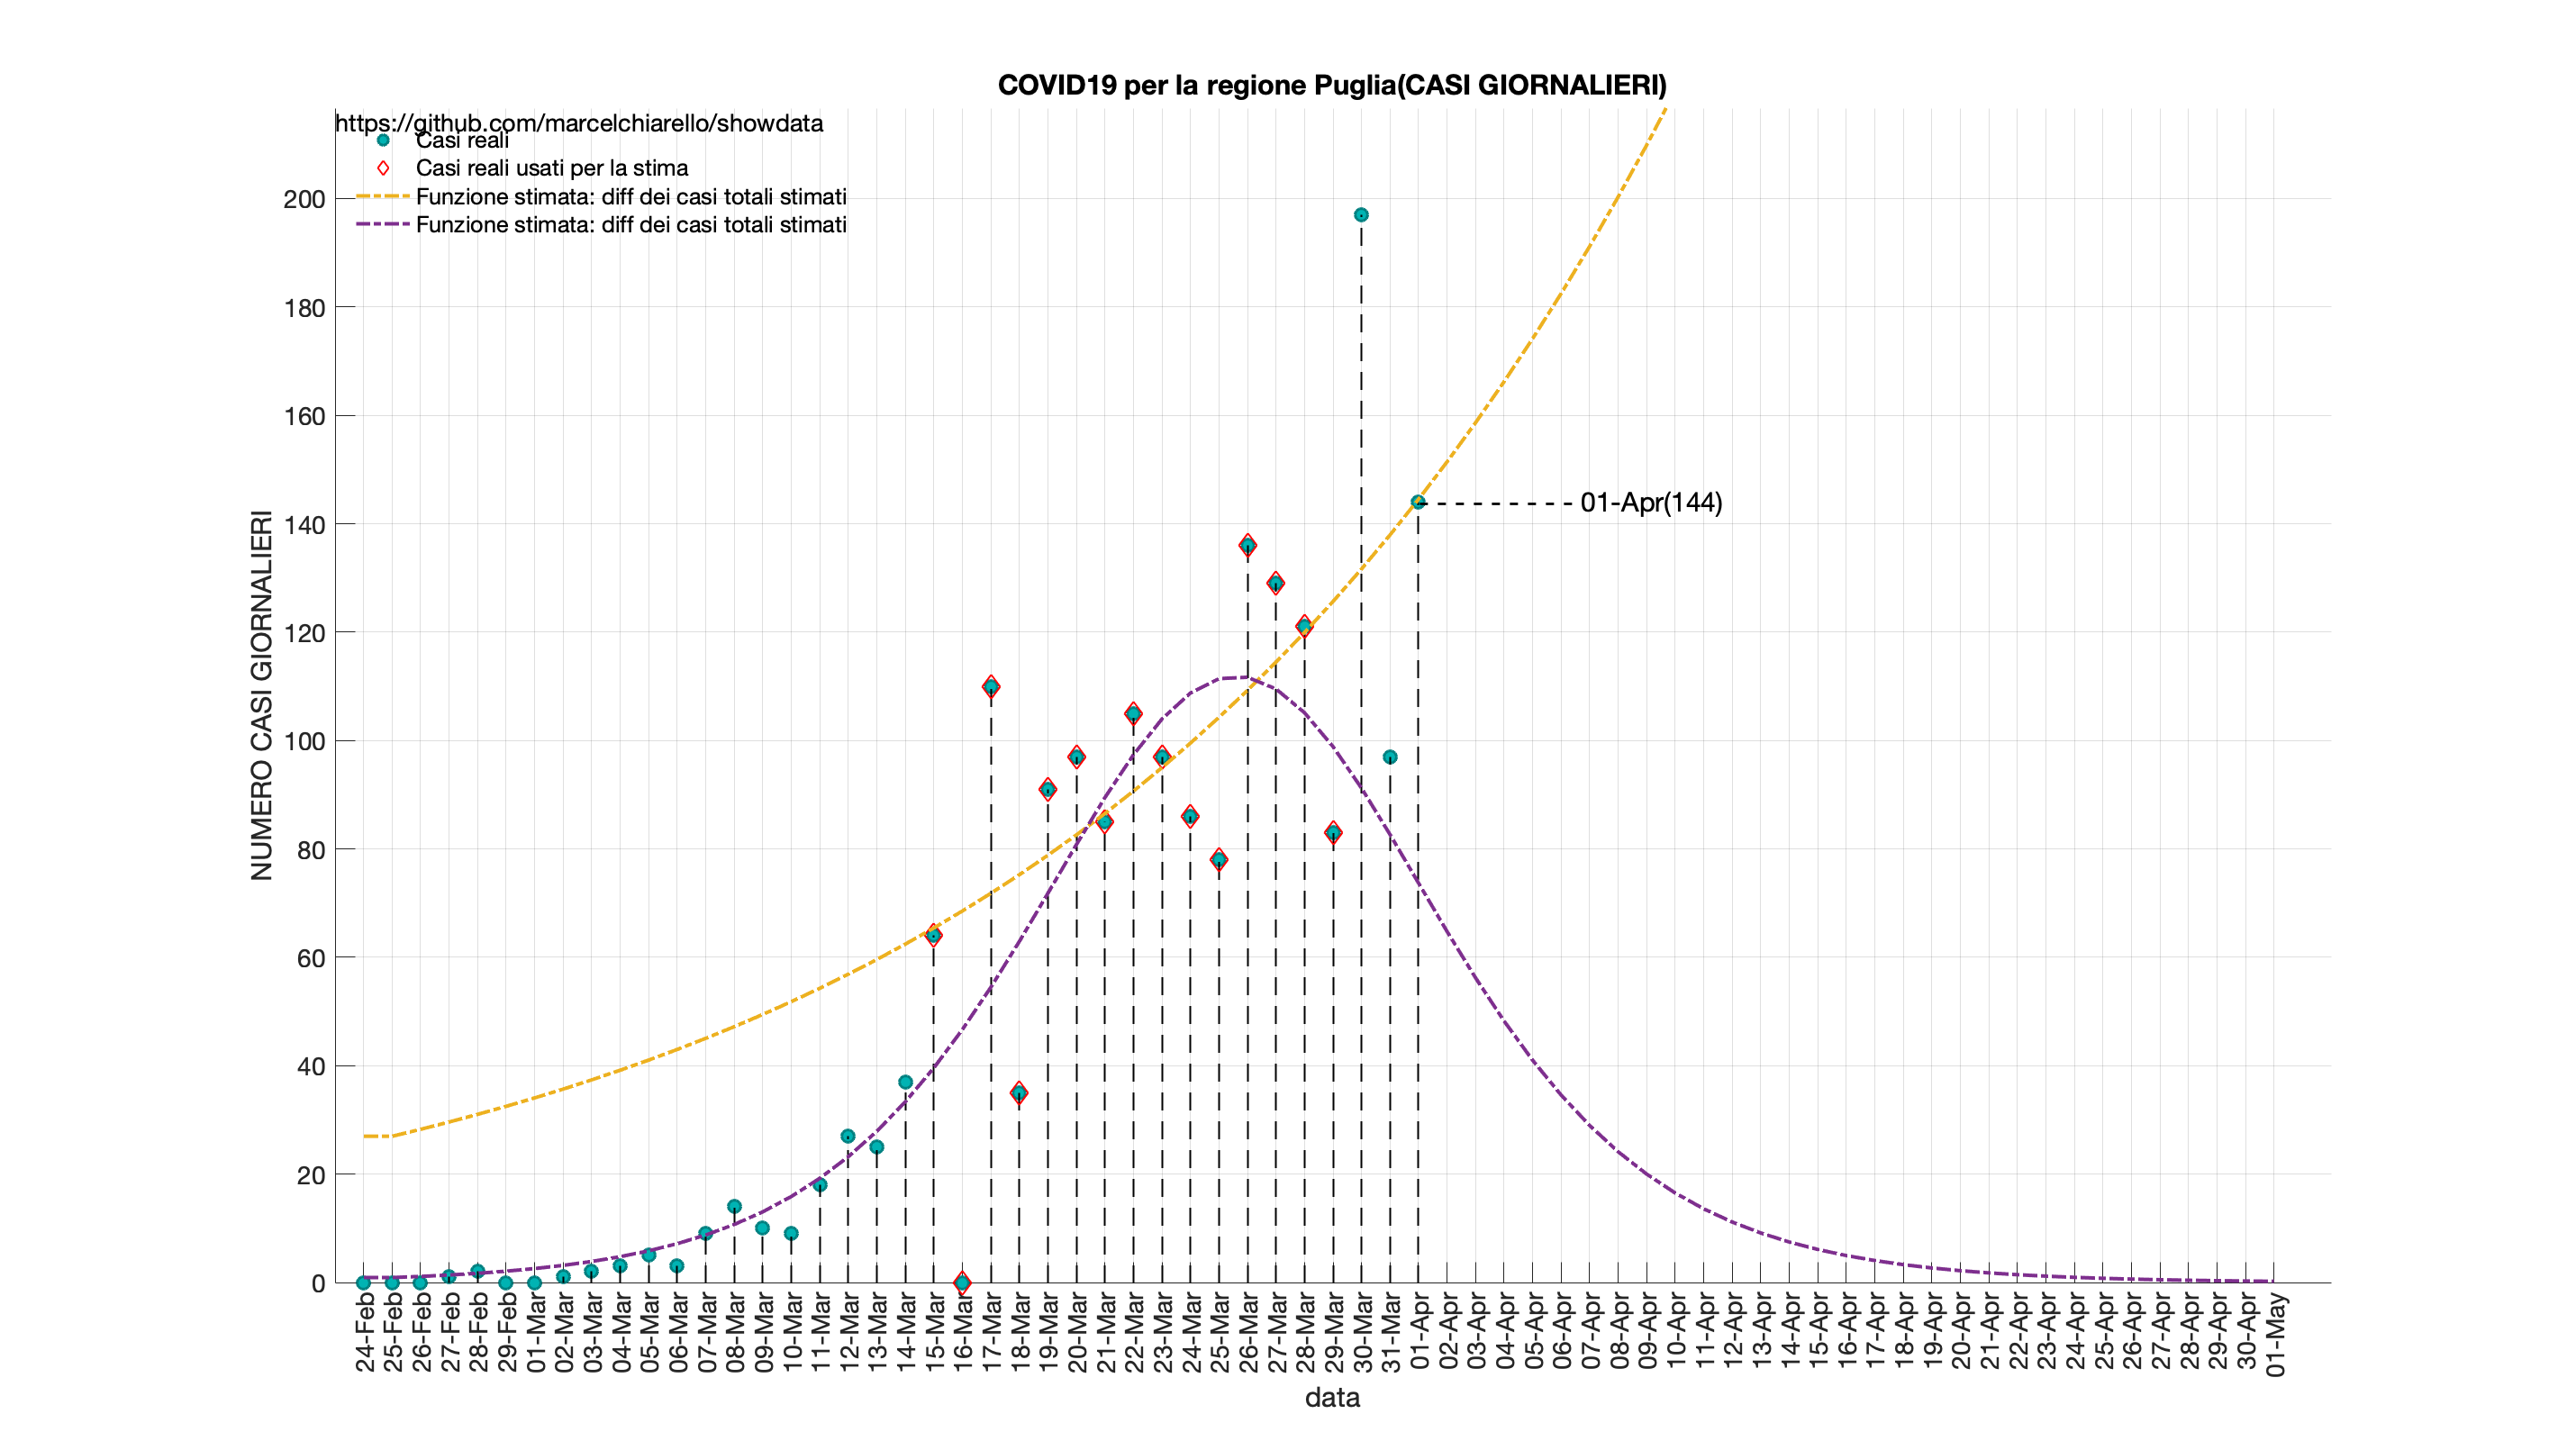 COVID19 per la regione Puglia(CASI GIORNALIERI)
https://github.com/marcelchiarello/showdata
Casi reali
Casi reali usati per la stima
Funzione stimata: diff dei casi totali stimati
Funzione stimata: diff dei casi totali stimati
NUMERO CASI GIORNALIERI
200
180
160
140
120
100
80
60
40
20
0
01-Apr(144)
24-Feb
25-Feb
26-Feb
27-Feb
28-Feb
29-Feb
01-Mar
02-Mar
03-Mar
04-Mar
05-Mar
06-Mar
07-Mar
08-Mar
09-Mar
10-Mar
11-Mar
12-Mar
13-Mar
14-Mar
15-Mar
16-Mar
17-Mar
18-Mar
19-Mar
20-Mar
21-Mar
22-Mar
23-Mar
24-Mar
25-Mar
26-Mar
27-Mar
28-Mar
29-Mar
30-Mar
31-Mar
01-Apr
02-Apr
03-Apr
04-Apr
05-Apr
06-Apr
07-Apr
08-Apr
09-Apr
10-Apr
11-Apr
12-Apr
13-Apr
14-Apr
15-Apr
16-Apr
17-Apr
18-Apr
19-Apr
20-Apr
21-Apr
22-Apr
23-Apr
24-Apr
25-Apr
26-Apr
27-Apr
28-Apr
29-Apr
30-Apr
01-May
data